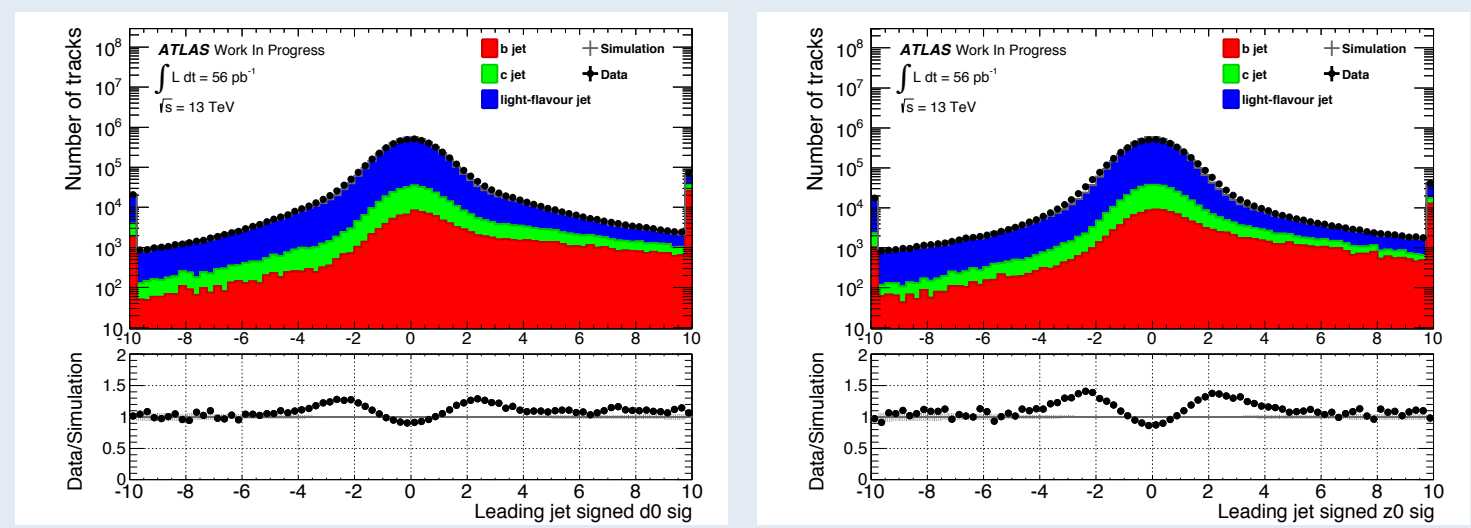 Number of tracks
10⁸
10⁷
10⁶
10⁵
10⁴
10³
10²
10
ATLAS Work In Progress
∫ L dt = 56 pb⁻¹
√s = 13 TeV
b jet
c jet
light-flavour jet
Simulation
Data
-10 -8 -6 -4 -2 0 2 4 6 8 10
Data/Simulation
2
1.5
1
0.5
0
-10 -8 -6 -4 -2 0 2 4 6 8 10
Leading jet signed d0 sig
Number of tracks
10⁸
10⁷
10⁶
10⁵
10⁴
10³
10²
10
ATLAS Work In Progress
∫ L dt = 56 pb⁻¹
√s = 13 TeV
b jet
c jet
light-flavour jet
Simulation
Data
-10 -8 -6 -4 -2 0 2 4 6 8 10
Data/Simulation
2
1.5
1
0.5
0
-10 -8 -6 -4 -2 0 2 4 6 8 10
Leading jet signed z0 sig